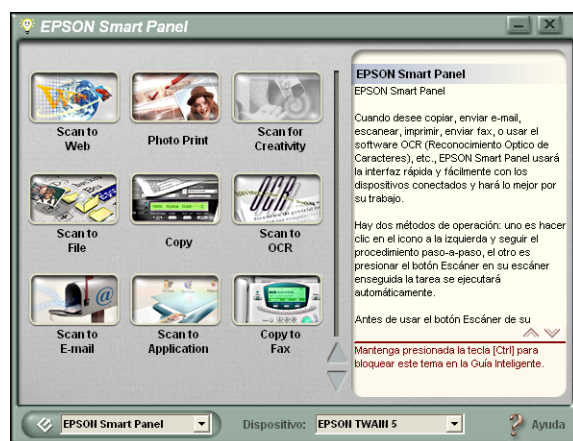 EPSON Smart Panel
Scan to
Web
Photo Print
Scan for
Creativity
Scan to
File
Copy
OCR
Scan to
OCR
Scan to
E-mail
Scan to
Application
Copy to
Fax
EPSON Smart Panel
EPSON Smart Panel
Cuando desee copiar, enviar e-mail,
escanear, imprimir, enviar fax, o usar el
software OCR (Reconocimiento Optico de
Caracteres), etc., EPSON Smart Panel usará
la interfaz rápida y fácilmente con los
dispositivos conectados y hará lo mejor por
su trabajo.
Hay dos métodos de operación: uno es hacer
clic en el icono a la izquierda y seguir el
procedimiento paso-a-paso, el otro es
presionar el botón Escáner en su escáner
enseguida la tarea se ejecutará
automáticamente.
Antes de usar el botón Escáner de su
Mantenga presionada la tecla [Ctrl] para
bloquear este tema en la Guía Inteligente.
EPSON Smart Panel
Dispositivo:
EPSON TWAIN 5
Ayuda